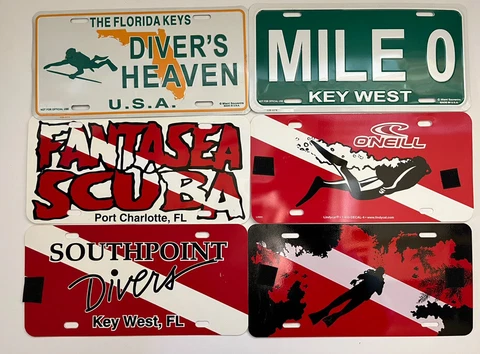 THE FLORIDA KEYS
DIVER'S
HEAVEN
U.S.A.
MILE 0
KEY WEST
FANTASEA
SCUBA
Port Charlotte, FL
O'NEILL
SOUTHPOINT
Divers
Key West, FL